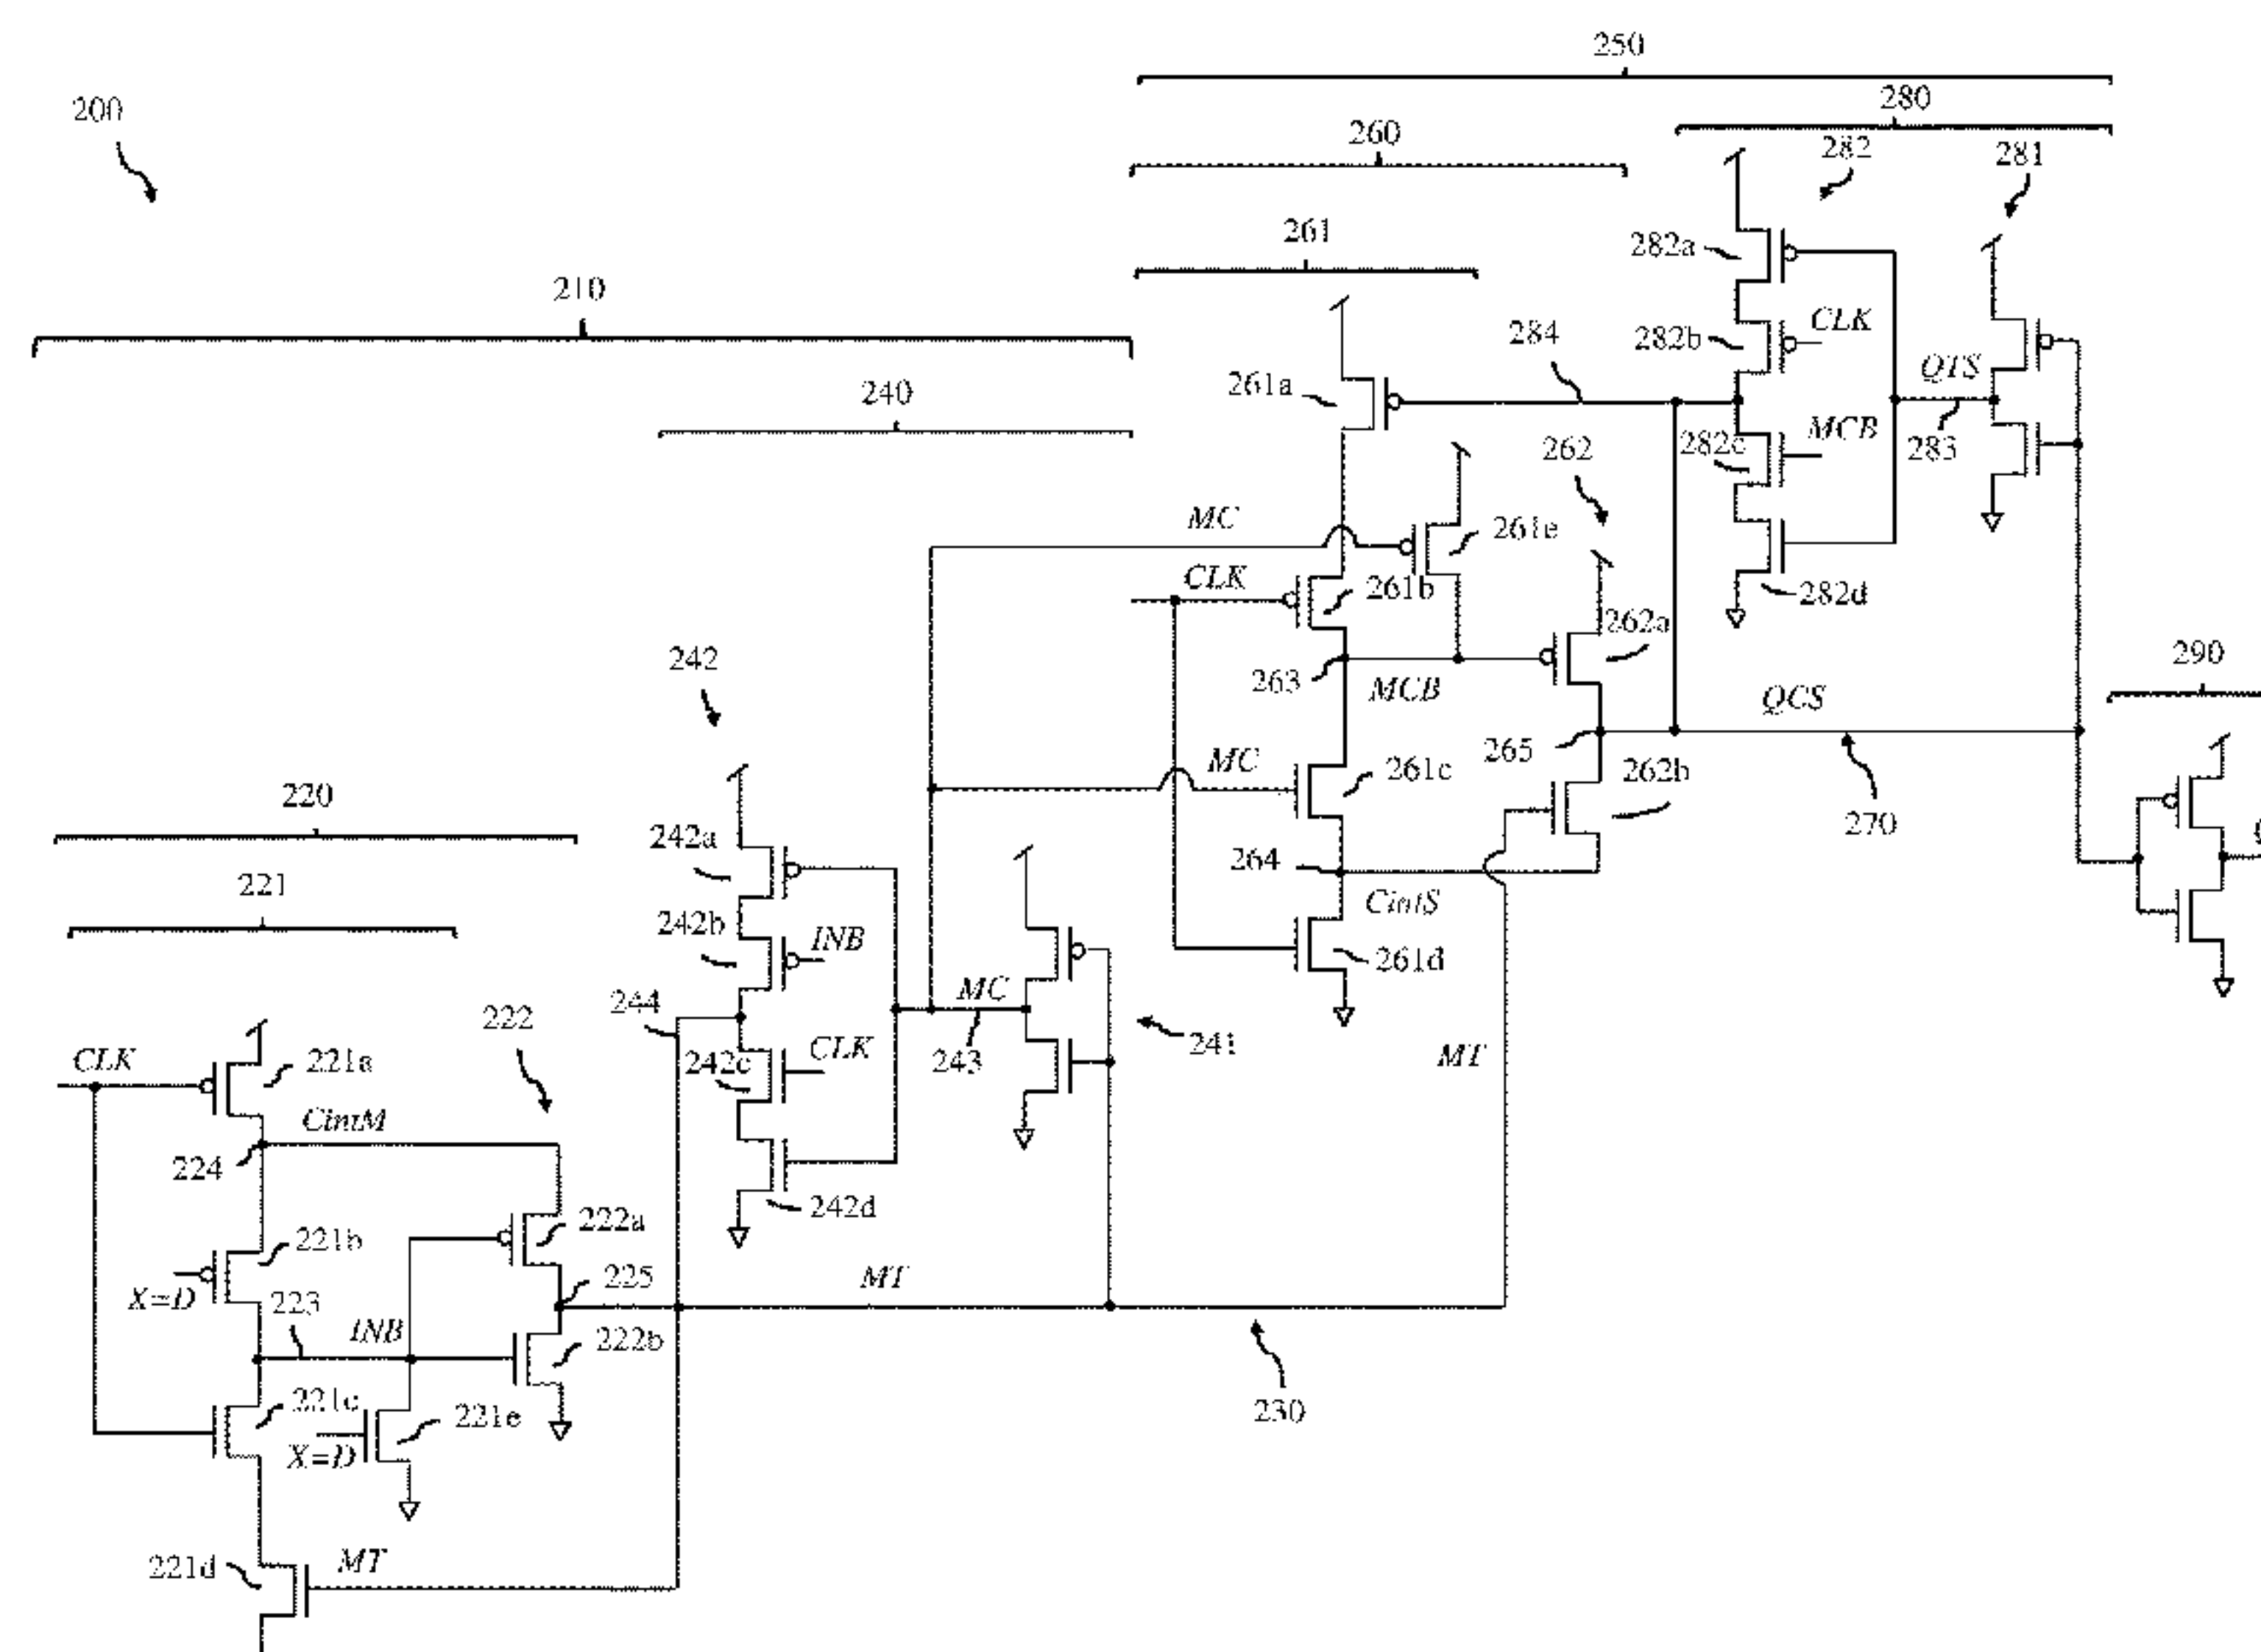 250
200
280
260
282
281
261
282a
210
284
282b
CLK
QTS
261a
240
MCB
262
282c
283
MC
261e
CLK
261b
282d
262a
242
290
263
MCB
QCS
265
MC
261c
262b
220
270
242a
264
221
CintS
242b
INB
261d
MC
244
222
CLK
241
CLK
221a
242c
243
MT
CintM
224
242d
222a
221b
225
MT
X=D
223
INB
222b
221c
221e
230
X=D
MT
221d